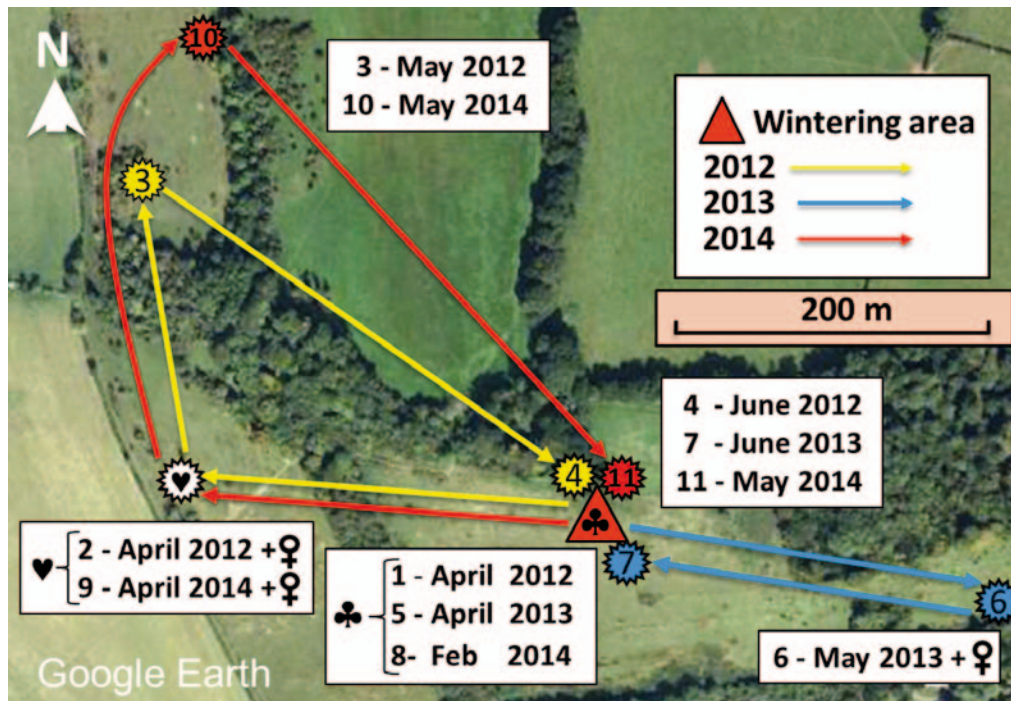 N
10
3 - May 2012
10 - May 2014
Wintering area
2012
2013
2014
200 m
3
4 - June 2012
7 - June 2013
11 - May 2014
4
11
♥
♣
7
6
♥ 2 - April 2012 +♀
9 - April 2014 +♀
1 - April 2012
♣ 5 - April 2013
8- Feb 2014
6 - May 2013 + ♀
Google Earth